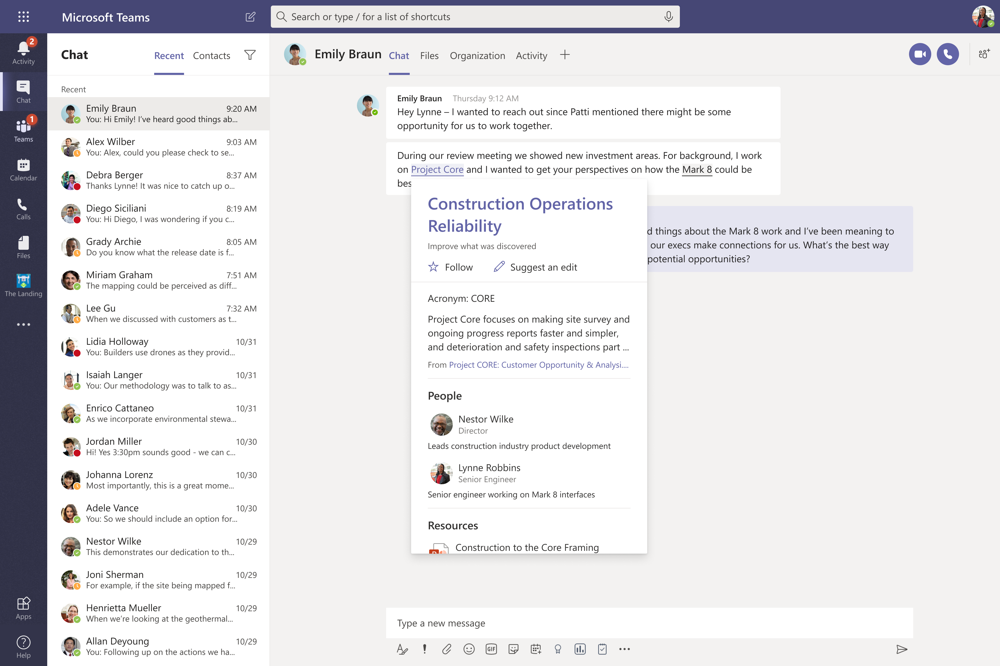 Microsoft Teams
Search or type / for a list of shortcuts
2
Activity
Chat
1
Teams
Calendar
Calls
Files
The Landing
Apps
Help
Chat
Recent
Contacts
Recent
Emily Braun
9:20 AM
You: Hi Emily! I’ve heard good things ab...
Alex Wilber
9:03 AM
You: Alex, could you please check to se...
Debra Berger
8:37 AM
Thanks Lynne! It was nice to catch up o...
Diego Siciliani
8:19 AM
You: Hi Diego, I was wondering if you c...
Grady Archie
8:05 AM
Do you know what the release date is f...
Miriam Graham
7:51 AM
The mapping could be perceived as diff...
Lee Gu
7:32 AM
When we discussed with customers as t...
Lidia Holloway
10/31
You: Builders use drones as they provid...
Isaiah Langer
10/31
You: Our methodology was to talk to as...
Enrico Cattaneo
10/31
As we incorporate environmental stewa...
Jordan Miller
10/30
Hi! Yes 3:30pm sounds good - we can c...
Johanna Lorenz
10/30
Most importantly, this is a great mome...
Adele Vance
10/30
You: So we should include an option for...
Nestor Wilke
10/29
This demonstrates our dedication to th...
Joni Sherman
10/29
For example, if the site being mapped f...
Henrietta Mueller
10/29
When we’re looking at the geothermal...
Allan Deyoung
10/29
You: Following up on the actions we ha...
Emily Braun
Chat
Files
Organization
Activity
Emily Braun Thursday 9:12 AM
Hey Lynne – I wanted to reach out since Patti mentioned there might be some
opportunity for us to work together.
During our review meeting we showed new investment areas. For background, I work
on Project Core and I wanted to get your perspectives on how the Mark 8 could be
bes
d things about the Mark 8 work and I’ve been meaning to
our execs make connections for us. What’s the best way
potential opportunities?
Construction Operations
Reliability
Improve what was discovered
Follow
Suggest an edit
Acronym: CORE
Project Core focuses on making site survey and
ongoing progress reports faster and simpler,
and deterioration and safety inspections part ...
From Project CORE: Customer Opportunity & Analysi....
People
Nestor Wilke
Director
Leads construction industry product development
Lynne Robbins
Senior Engineer
Senior engineer working on Mark 8 interfaces
Resources
Construction to the Core Framing
Type a new message
GIF